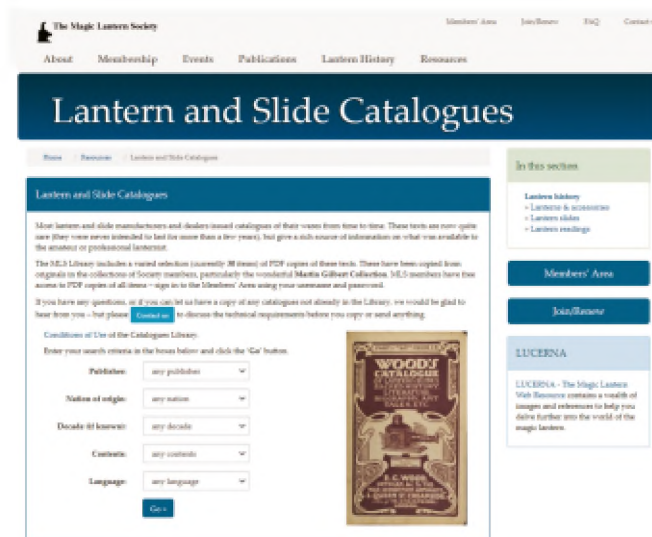 The Magic Lantern Society
Members' Area Join/Renew FAQ Contact
About Membership Events Publications Lantern History Resources
Lantern and Slide Catalogues
Home / Resources / Lantern and Slide Catalogues
Lantern and Slide Catalogues
Most lantern and slide manufacturers and dealers issued catalogues of their wares from time to time. These texts are now quite
rare (they were never intended to last for more than a few years), but give a rich source of information on what was available to
the amateur or professional lanternist.
The MLS Library includes a varied selection (currently 38 items) of PDF copies of these texts. These have been copied from
originals in the collections of Society members, particularly the wonderful Martin Gilbert Collection. MLS members have free
access to PDF copies of all items – sign in to the Members' Area using your username and password.
If you have any questions, or if you can let us have a copy of any catalogues not already in the Library, we would be glad to
hear from you – but please Contact us to discuss the technical requirements before you copy or send anything.
Conditions of Use of the Catalogues Library.
Enter your search criteria in the boxes below and click the 'Go' button.
Publisher: any publisher
Nation of origin: any nation
Decade (if known): any decade
Contents: any contents
Language: any language
Go »
WOOD'S
CATALOGUE
OF LANTERN SLIDES
SACRED HISTORY
LITERATURE
BIOGRAPHY, ART
TALES, ETC.
E. G. WOOD
In this section
Lantern history
» Lanterns & accessories
» Lantern slides
» Lantern readings
Members' Area
Join/Renew
LUCERNA
LUCERNA - The Magic Lantern
Web Resource contains a wealth of
images and references to help you
delve further into the world of the
magic lantern.